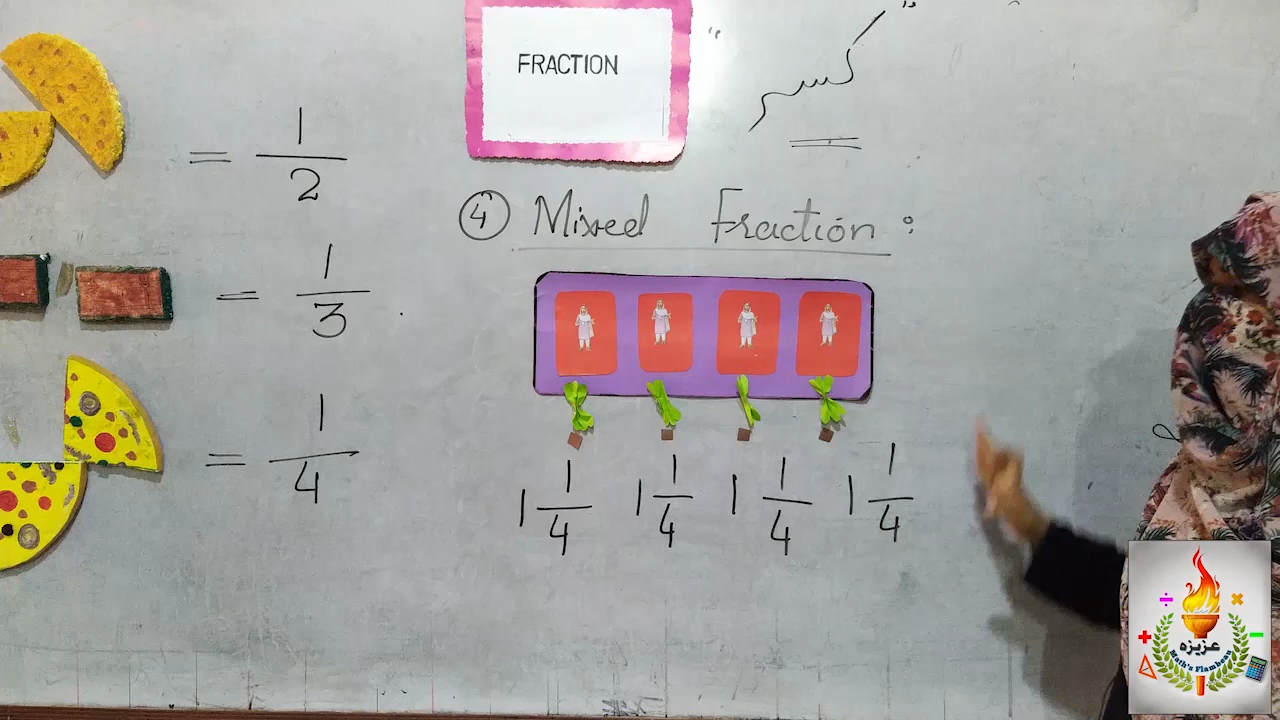 FRACTION
" کسر "
= 1/2
④ Mixed Fraction :
= 1/3
= 1/4
1 1/4 1 1/4 1 1/4 1 1/4
عزیزہ
Math's Flambeau